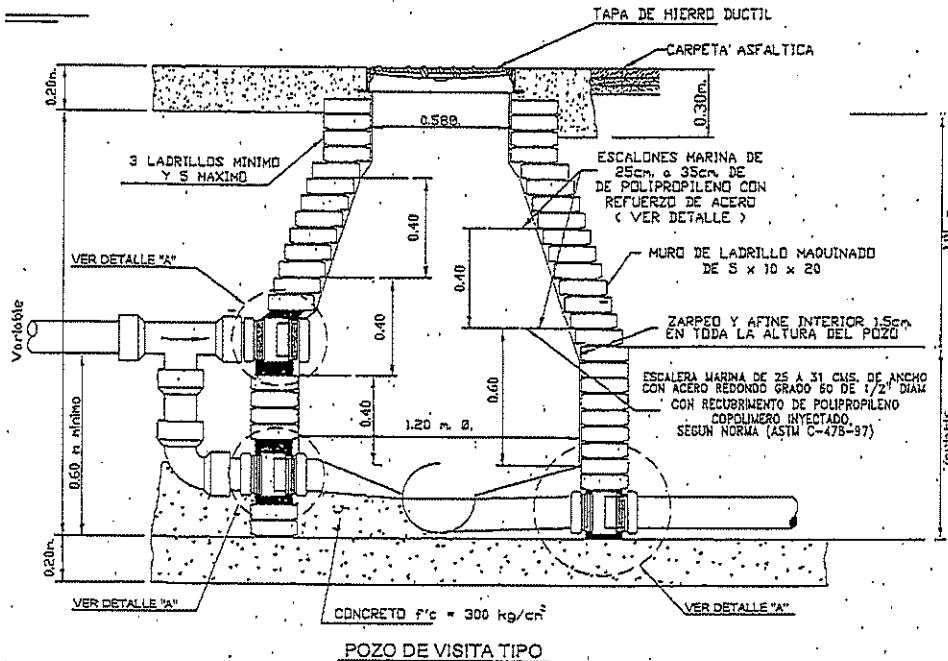 TAPA DE HIERRO DUCTIL
CARPETA ASFALTICA
0.20m.
0.30m.
0.580.
3 LADRILLOS MINIMO
Y 5 MAXIMO
ESCALONES MARINA DE
25cm. a 35cm. DE
DE POLIPROPILENO CON
REFUERZO DE ACERO
( VER DETALLE )
0.40
0.40
MURO DE LADRILLO MAQUINADO
DE 5 x 10 x 20
VER DETALLE "A"
Variable
0.40
ZARPEO Y AFINE INTERIOR 1.5cm.
EN TODA LA ALTURA DEL POZO
ESCALERA MARINA DE 25 A 31 CMS. DE ANCHO
CON ACERO REDONDO GRADO 60 DE 1/2" DIAM
CON RECUBRIMENTO DE POLIPROPILENO
COPOLIMERO INYECTADO,
SEGUN NORMA (ASTM C-478-97)
0.60
0.40
1.20 m. Ø.
0.60 m minimo
0.20m.
VER DETALLE "A"
CONCRETO f'c = 300 kg/cm²
VER DETALLE "A"
POZO DE VISITA TIPO